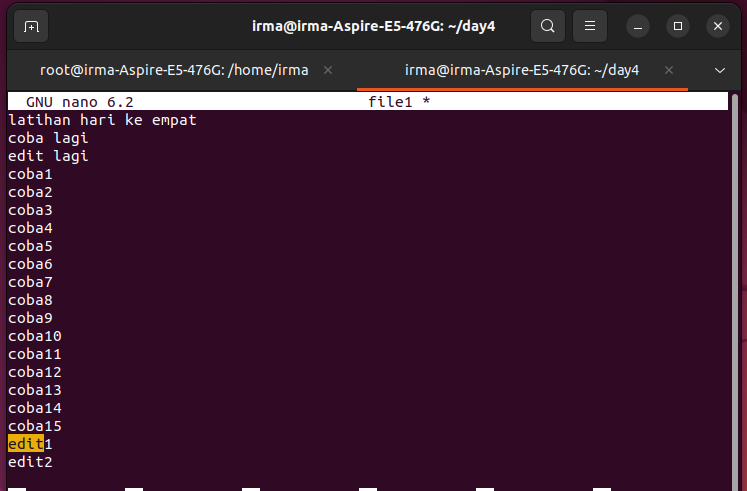 irma@irma-Aspire-E5-476G: ~/day4
root@irma-Aspire-E5-476G: /home/irma
irma@irma-Aspire-E5-476G: ~/day4
GNU nano 6.2 file1 *
latihan hari ke empat
coba lagi
edit lagi
coba1
coba2
coba3
coba4
coba5
coba6
coba7
coba8
coba9
coba10
coba11
coba12
coba13
coba14
coba15
edit1
edit2